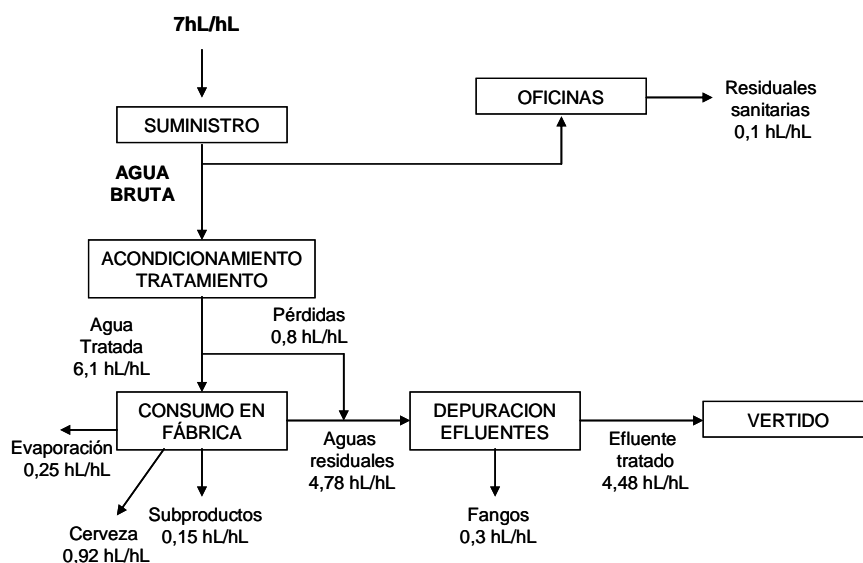 7hL/hL
SUMINISTRO
OFICINAS
Residuales
sanitarias
0,1 hL/hL
AGUA
BRUTA
ACONDICIONAMIENTO
TRATAMIENTO
Agua
Tratada
6,1 hL/hL
Pérdidas
0,8 hL/hL
CONSUMO EN
FÁBRICA
Aguas
residuales
4,78 hL/hL
DEPURACION
EFLUENTES
Efluente
tratado
4,48 hL/hL
VERTIDO
Evaporación
0,25 hL/hL
Cerveza
0,92 hL/hL
Subproductos
0,15 hL/hL
Fangos
0,3 hL/hL